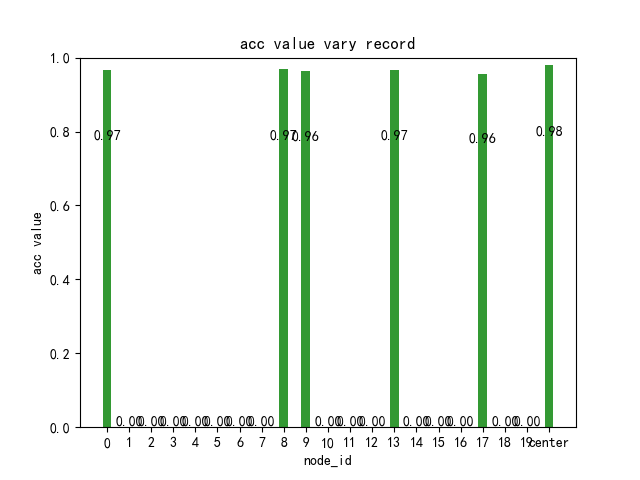 acc value vary record
1.0
0.8
0.6
0.4
0.2
0.0
acc value
0.97 0.97 0.96 0.97 0.96 0.98
0.00 0.00 0.00 0.00 0.00 0.00 0.00 0.00 0.00 0.00 0.00 0.00 0.00 0.00 0.00
0 1 2 3 4 5 6 7 8 9 10 11 12 13 14 15 16 17 18 19 center
node_id